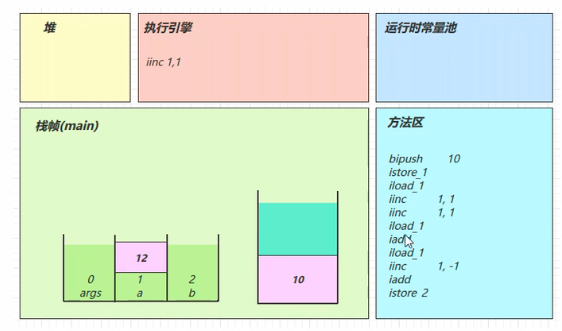 堆
执行引擎
运行时常量池
iinc 1,1
栈帧(main)
方法区
bipush 10
istore_1
iload_1
iinc 1, 1
iinc 1, 1
iload_1
iadd
iload_1
iinc 1, -1
iadd
istore 2
12
0 1 2
args a b
10